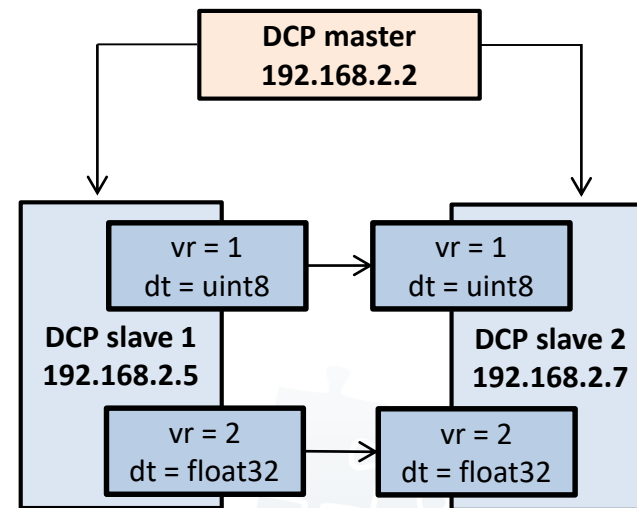 DCP master
192.168.2.2
vr = 1
dt = uint8
vr = 1
dt = uint8
DCP slave 1
192.168.2.5
DCP slave 2
192.168.2.7
vr = 2
dt = float32
vr = 2
dt = float32